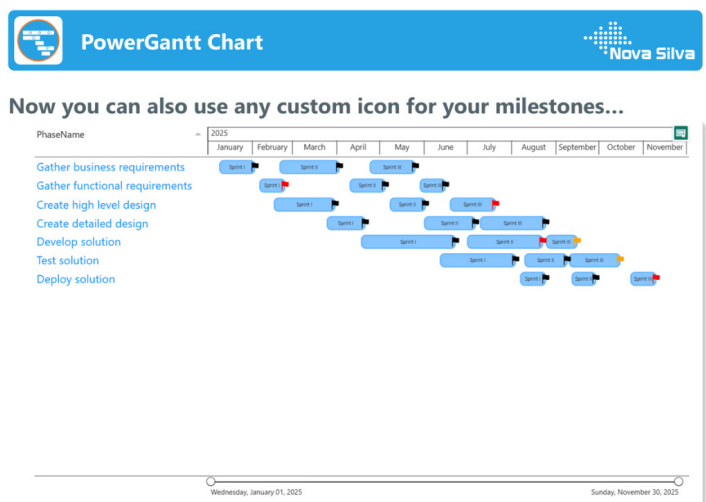 PowerGantt Chart
Nova Silva
Now you can also use any custom icon for your milestones...
PhaseName
2025
January February March April May June July August September October November
Gather business requirements Sprint I Sprint II Sprint III
Gather functional requirements Sprint I Sprint II Sprint III
Create high level design Sprint I Sprint II Sprint III
Create detailed design Sprint I Sprint II Sprint III
Develop solution Sprint I Sprint II Sprint III
Test solution Sprint I Sprint II Sprint III
Deploy solution Sprint I Sprint II Sprint III
Wednesday, January 01, 2025 Sunday, November 30, 2025